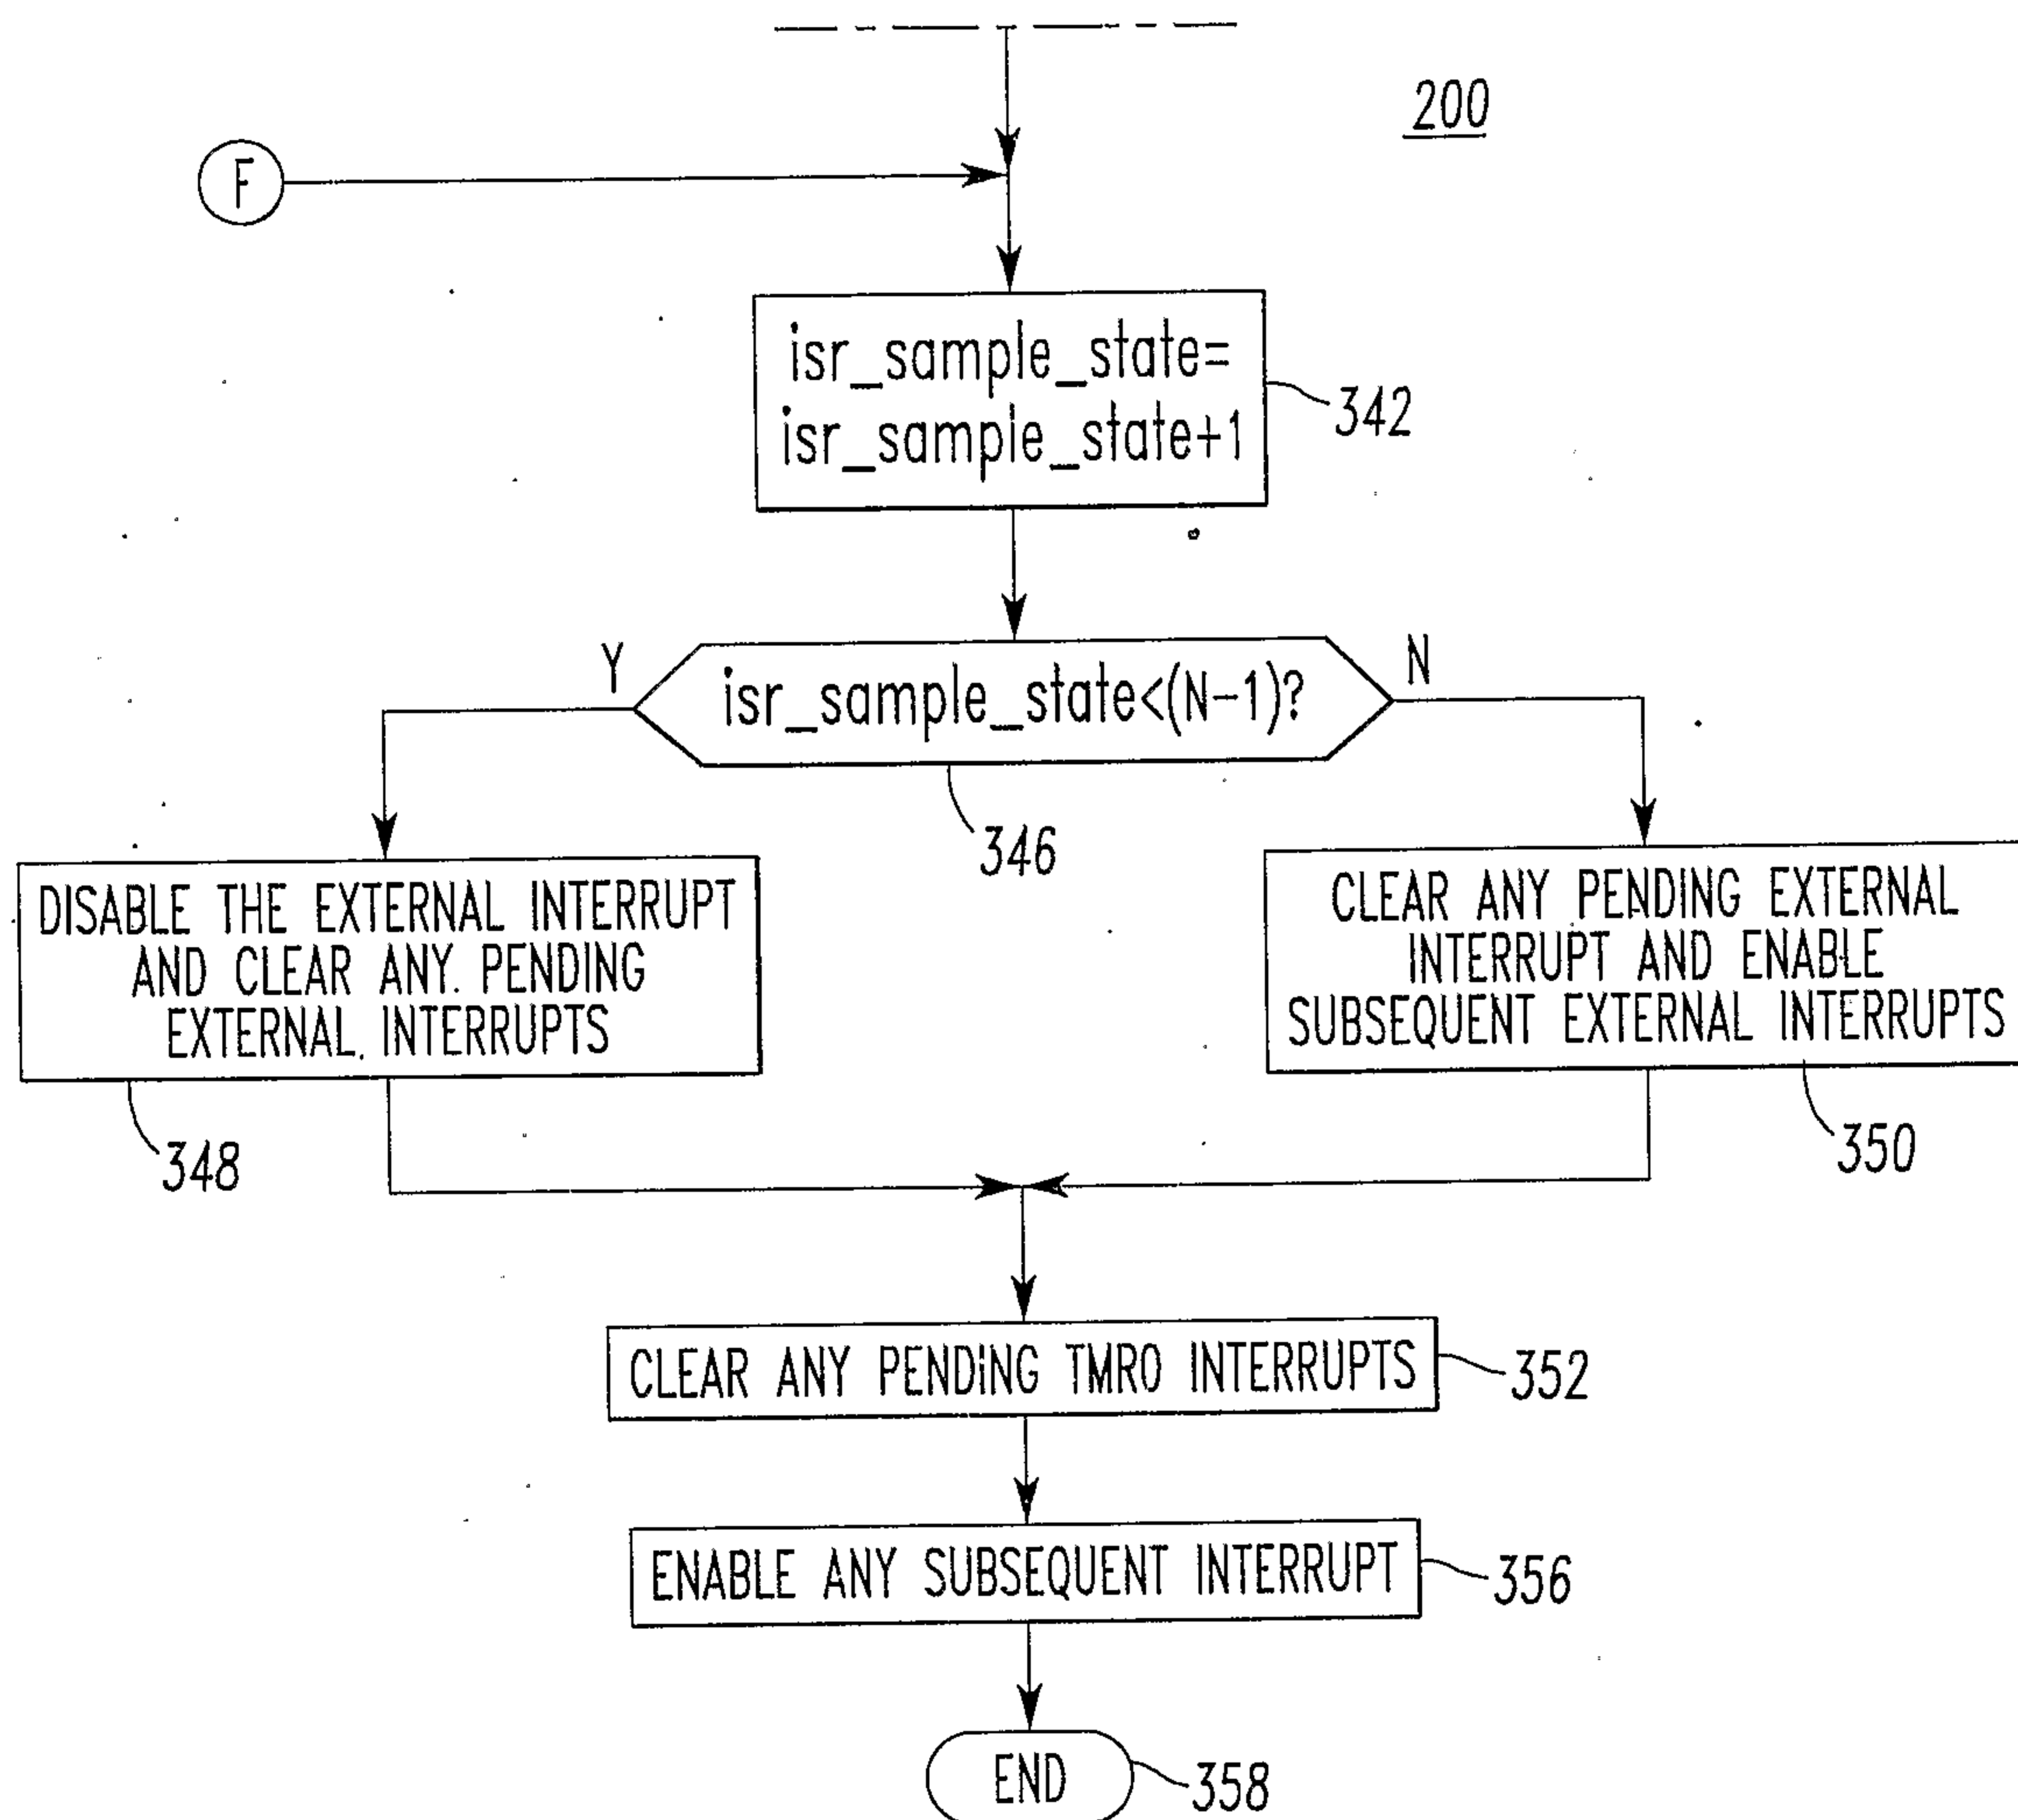 200
F
isr_sample_state=
isr_sample_state+1
342
Y
isr_sample_state<(N-1)?
N
346
DISABLE THE EXTERNAL INTERRUPT
AND CLEAR ANY PENDING
EXTERNAL INTERRUPTS
348
CLEAR ANY PENDING EXTERNAL
INTERRUPT AND ENABLE
SUBSEQUENT EXTERNAL INTERRUPTS
350
CLEAR ANY PENDING TMR0 INTERRUPTS
352
ENABLE ANY SUBSEQUENT INTERRUPT
356
END
358